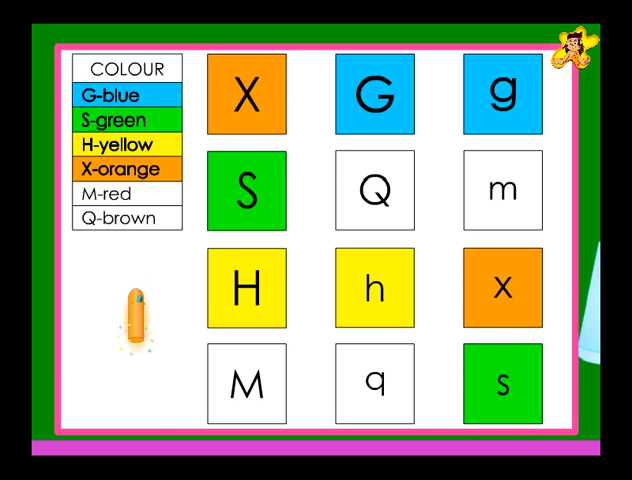 COLOUR
G-blue
S-green
H-yellow
X-orange
M-red
Q-brown
X G g
S Q m
H h x
M q s